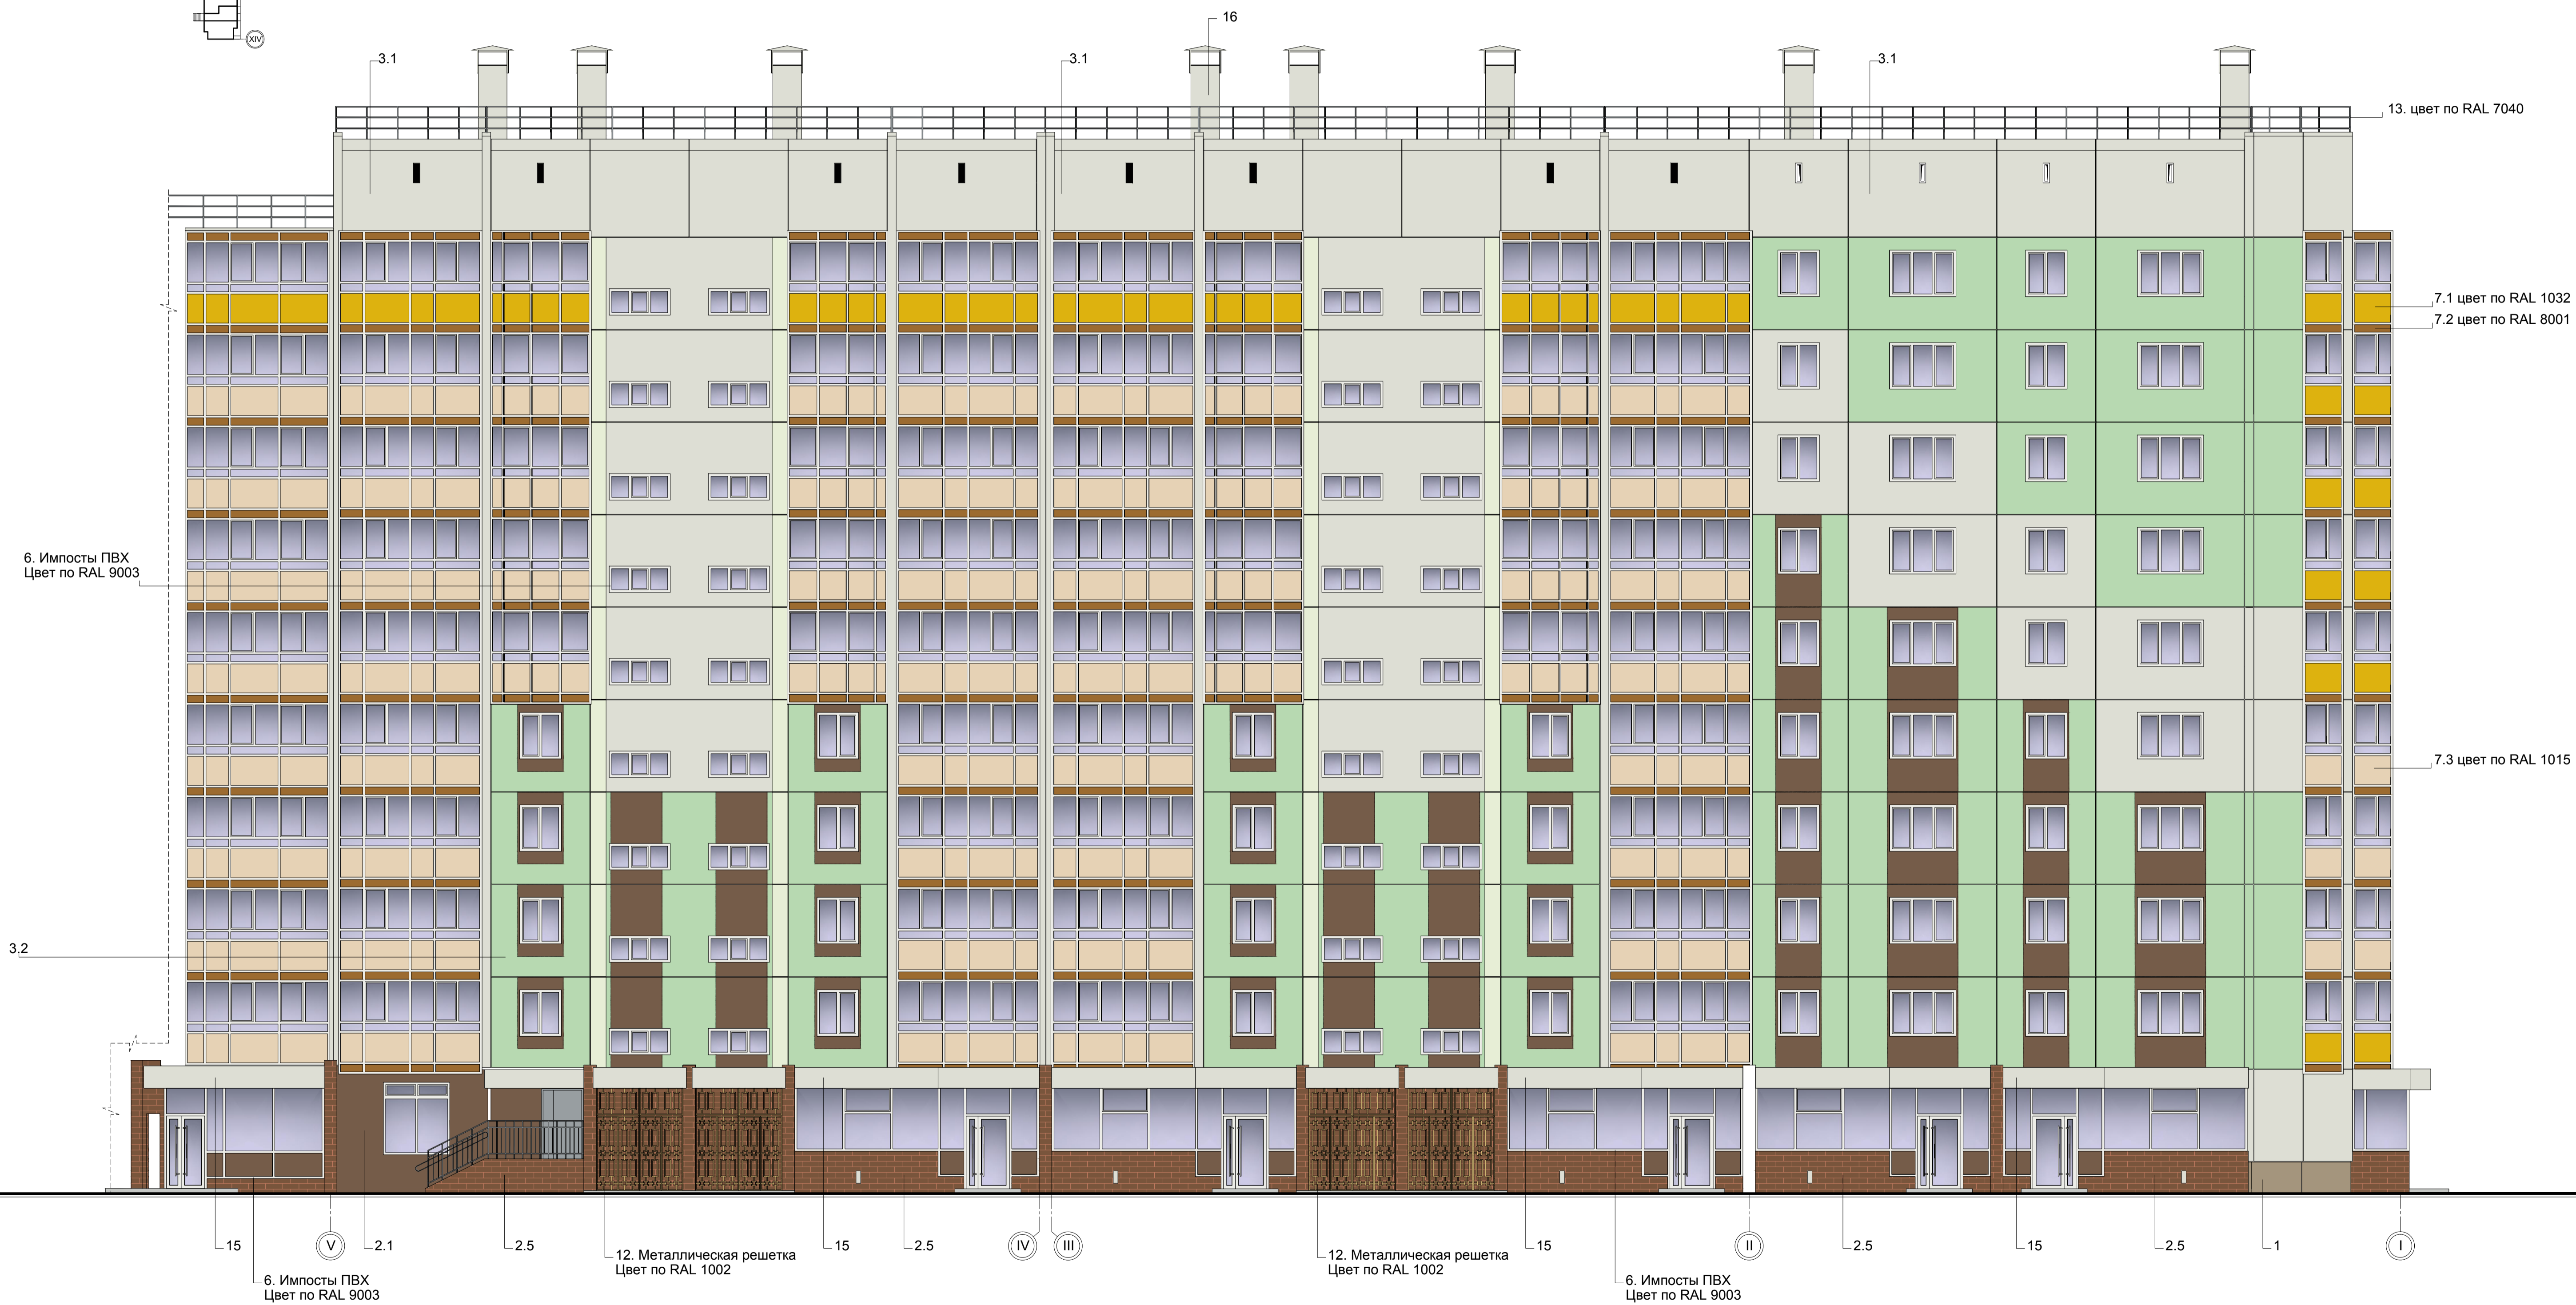 16
XIV
3.1
3.1
3.1
13. цвет по RAL 7040
7.1 цвет по RAL 1032
7.2 цвет по RAL 8001
6. Импосты ПВХ
Цвет по RAL 9003
7.3 цвет по RAL 1015
3.2
15
V
2.1
2.5
12. Металлическая решетка
Цвет по RAL 1002
15
2.5
IV
III
12. Металлическая решетка
Цвет по RAL 1002
15
II
2.5
15
2.5
1
I
6. Импосты ПВХ
Цвет по RAL 9003
6. Импосты ПВХ
Цвет по RAL 9003